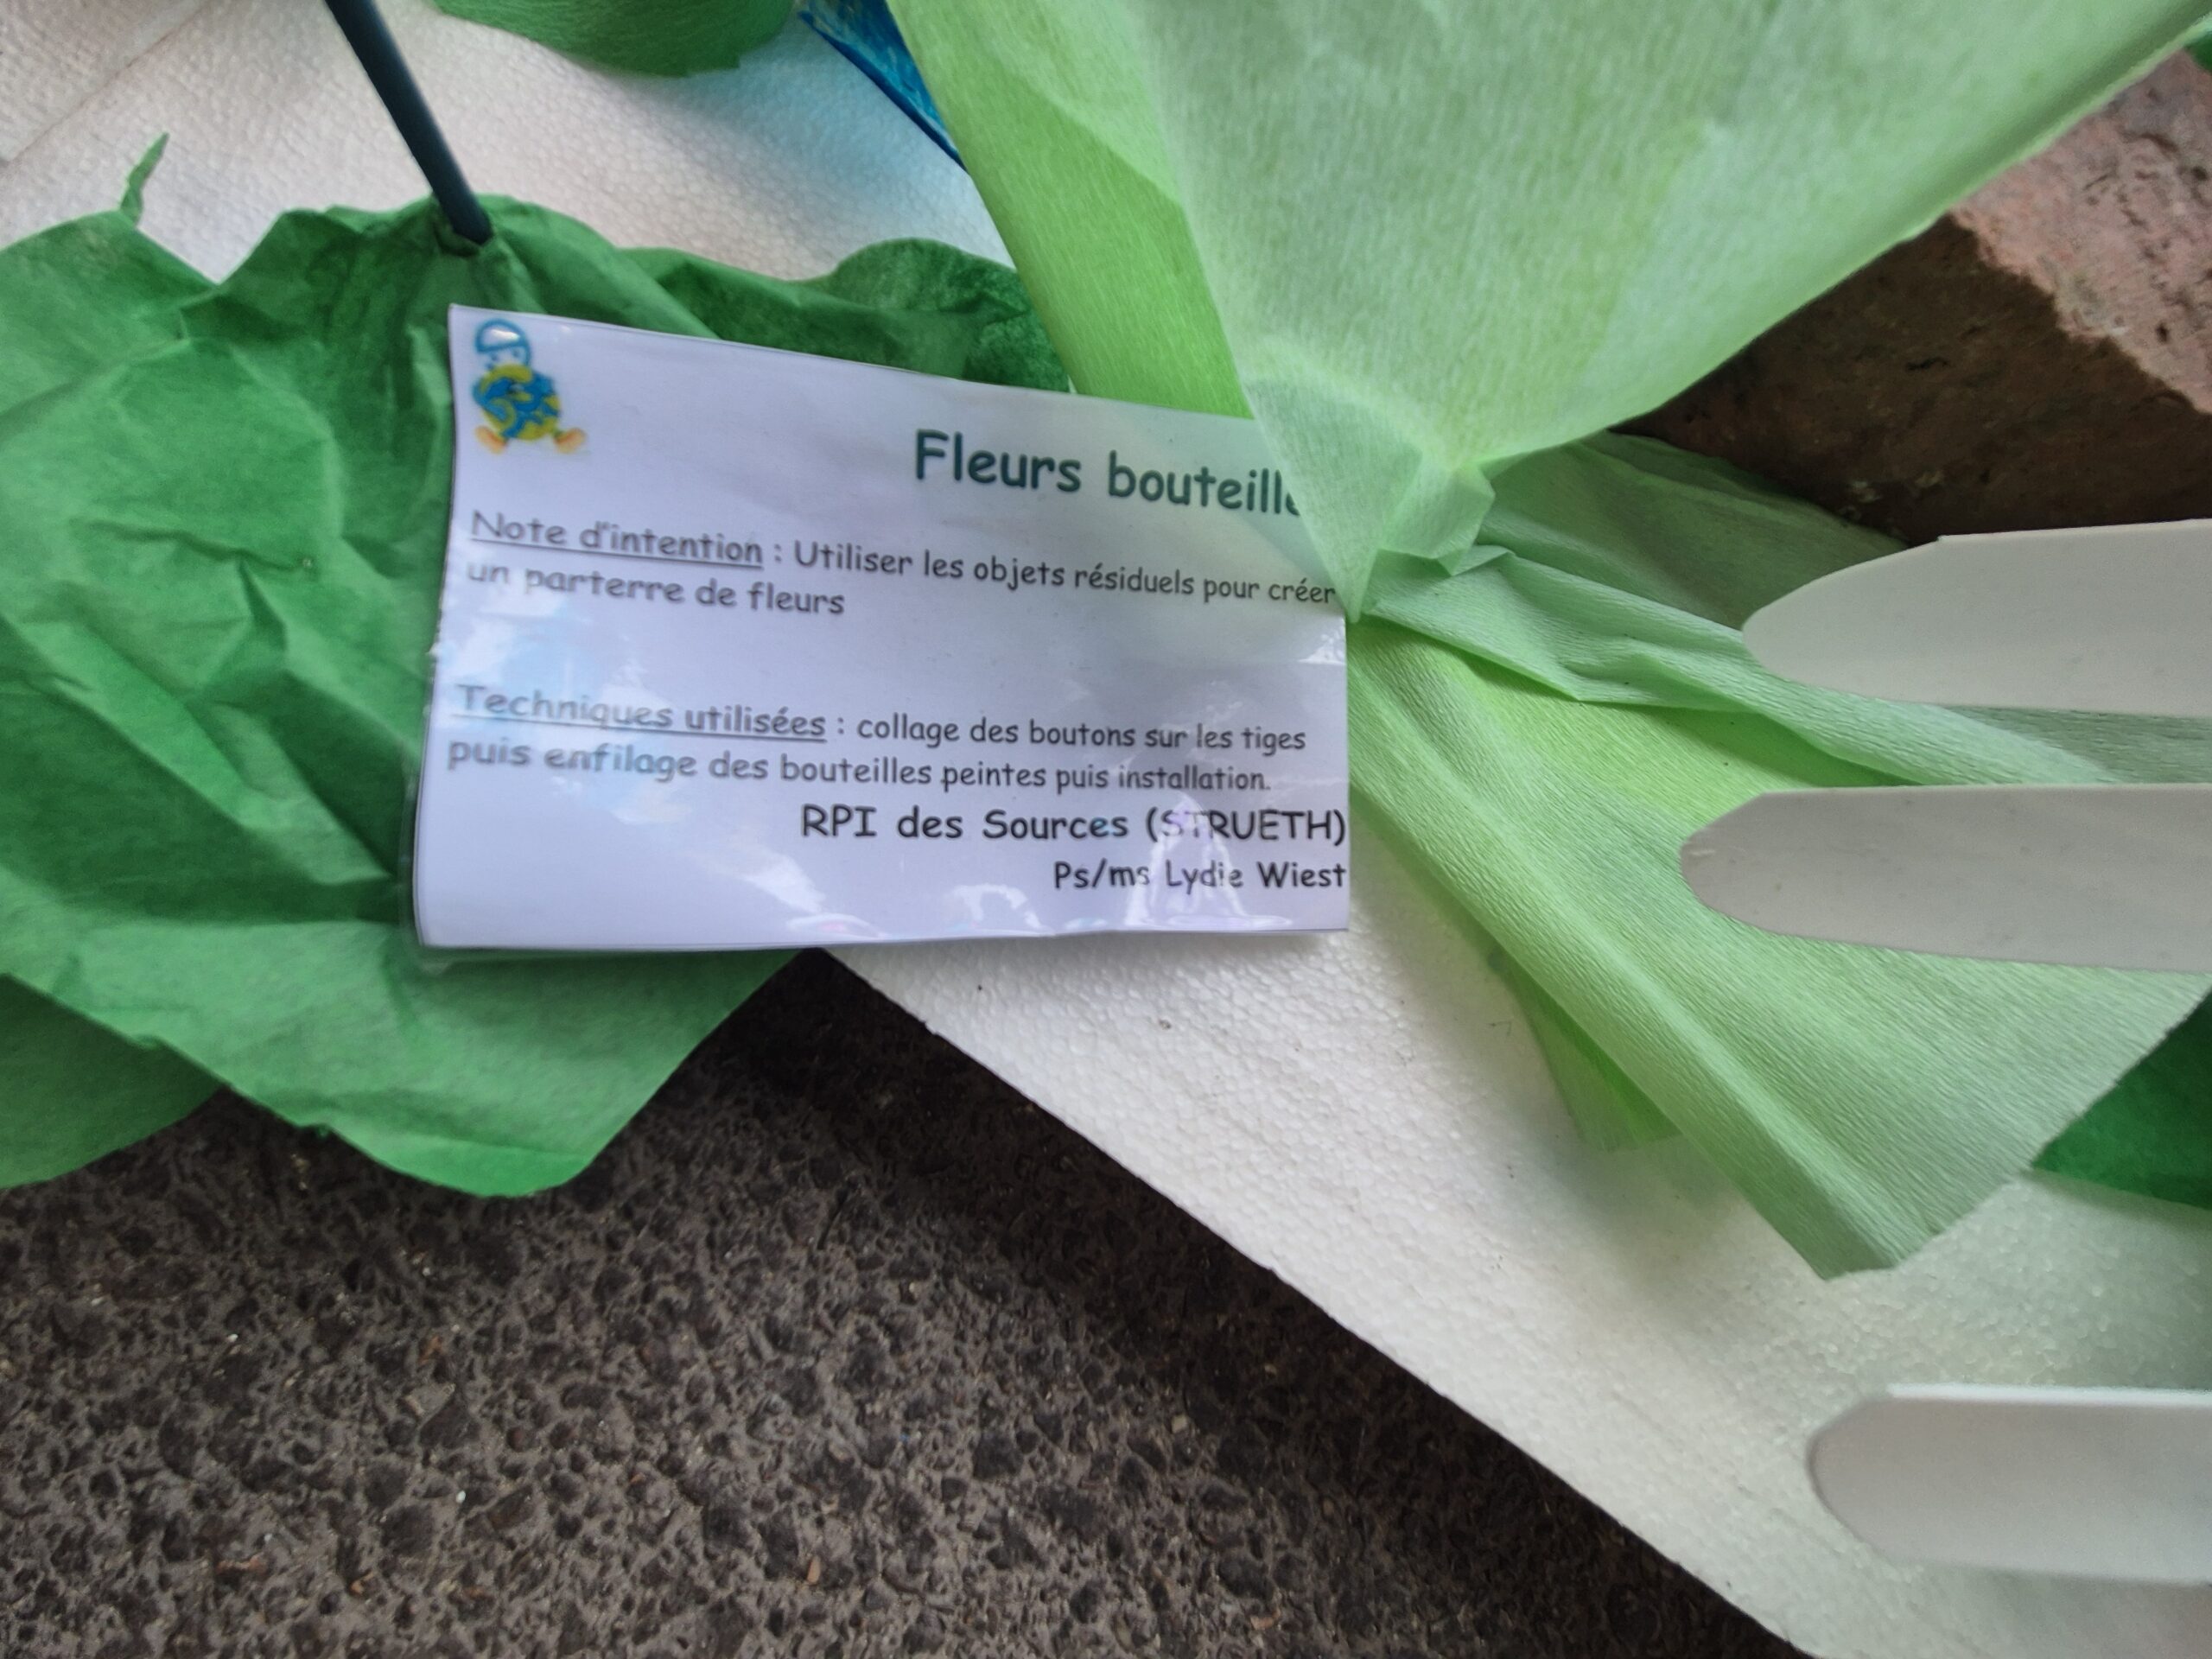 Fleurs bouteille
Note d'intention : Utiliser les objets résiduels pour créer
un parterre de fleurs
Techniques utilisées : collage des boutons sur les tiges
puis enfilage des bouteilles peintes puis installation.
RPI des Sources (STRUETH)
Ps/ms Lydie Wiest